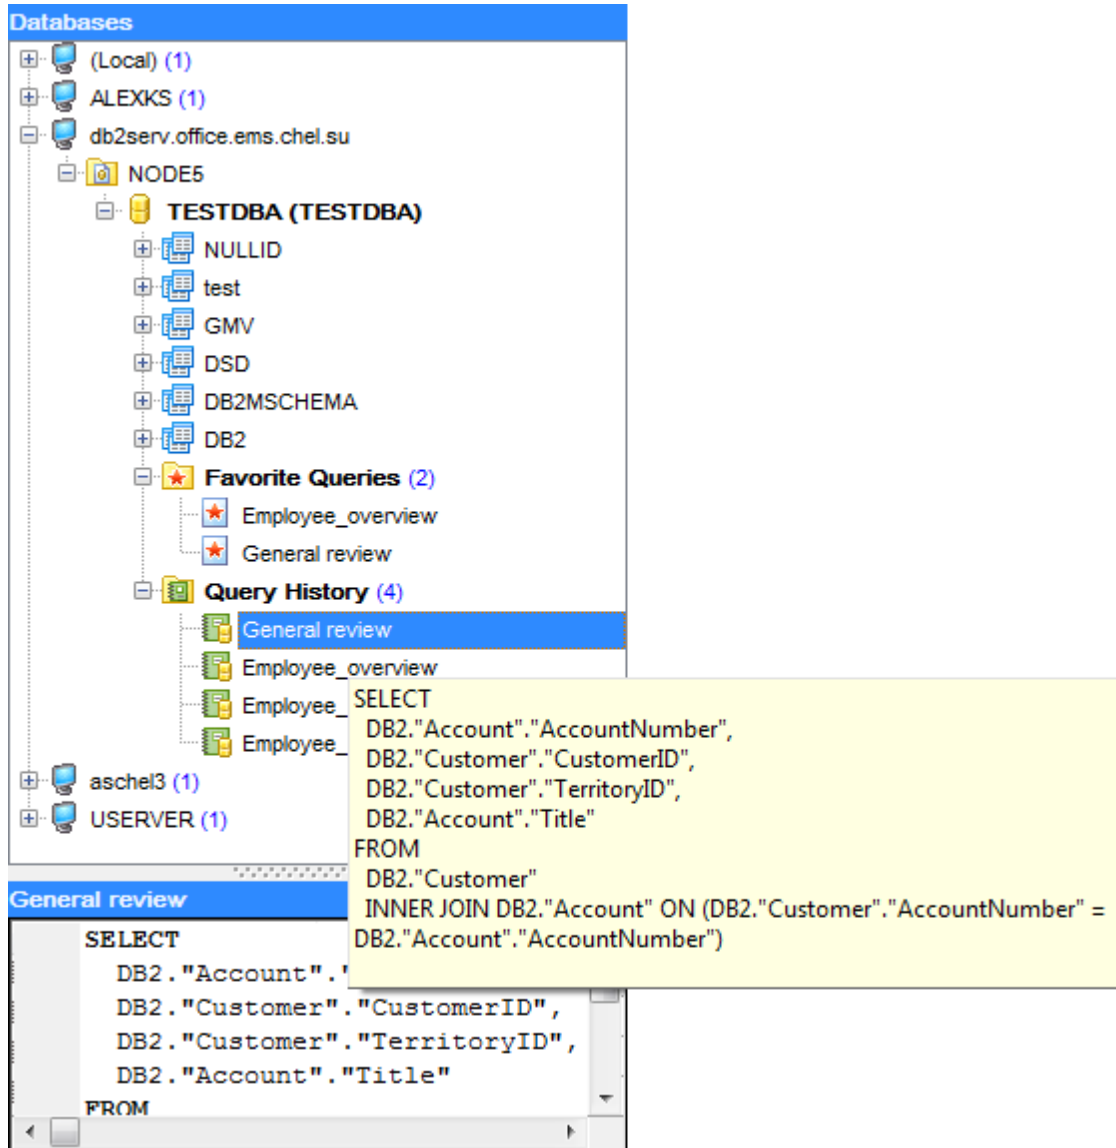 Databases
(Local) (1)
ALEXKS (1)
db2serv.office.ems.chel.su
NODE5
TESTDBA (TESTDBA)
NULLID
test
GMV
DSD
DB2MSCHEMA
DB2
Favorite Queries (2)
Employee_overview
General review
Query History (4)
General review
Employee_overview
Employee_
Employee_
aschel3 (1)
USERVER (1)
SELECT
DB2."Account"."AccountNumber",
DB2."Customer"."CustomerID",
DB2."Customer"."TerritoryID",
DB2."Account"."Title"
FROM
DB2."Customer"
INNER JOIN DB2."Account" ON (DB2."Customer"."AccountNumber" =
DB2."Account"."AccountNumber")
General review
SELECT
DB2."Account"."
DB2."Customer"."CustomerID",
DB2."Customer"."TerritoryID",
DB2."Account"."Title"
FROM